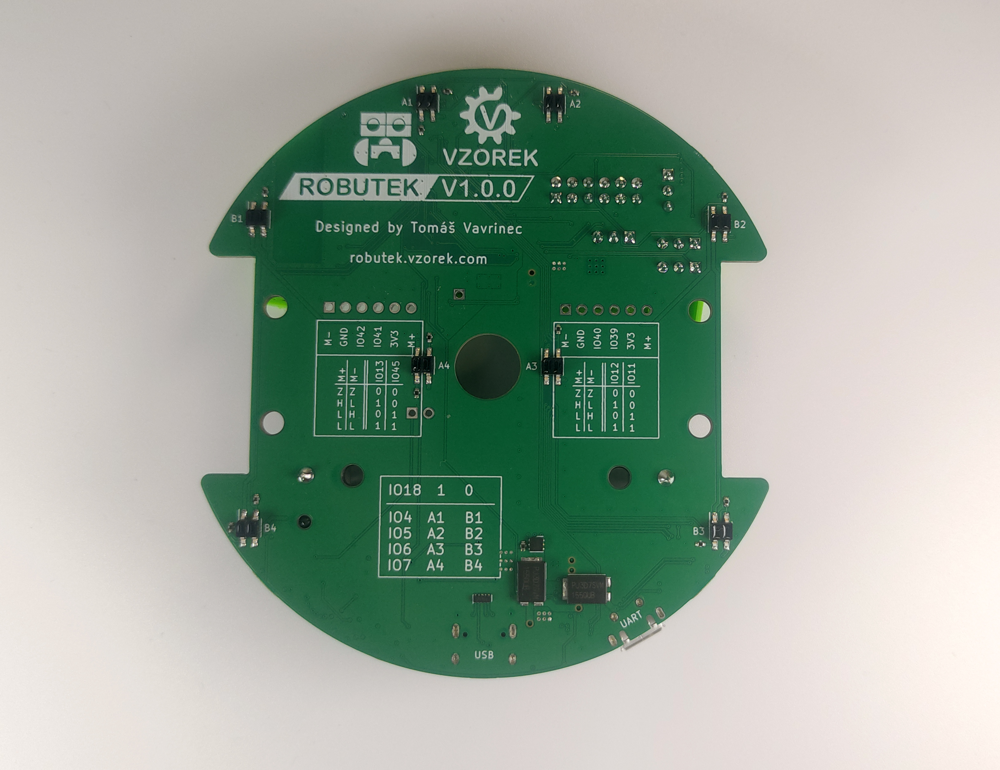 A1
A2
VZOREK
ROBUTEK V1.0.0
B1
B2
Designed by Tomáš Vavrinec
robutek.vzorek.com
M- GND IO42 IO41 3V3 M+
M+ M- IO13 IO45
Z Z 0 0
H L 1 0
L H 0 1
L L 1 1
A4
A3
M- GND IO40 IO39 3V3 M+
M+ M- IO12 IO11
Z Z 0 0
H L 1 0
L H 0 1
L L 1 1
IO18 1 0
IO4 A1 B1
IO5 A2 B2
IO6 A3 B3
IO7 A4 B4
B4
B3
UART
USB